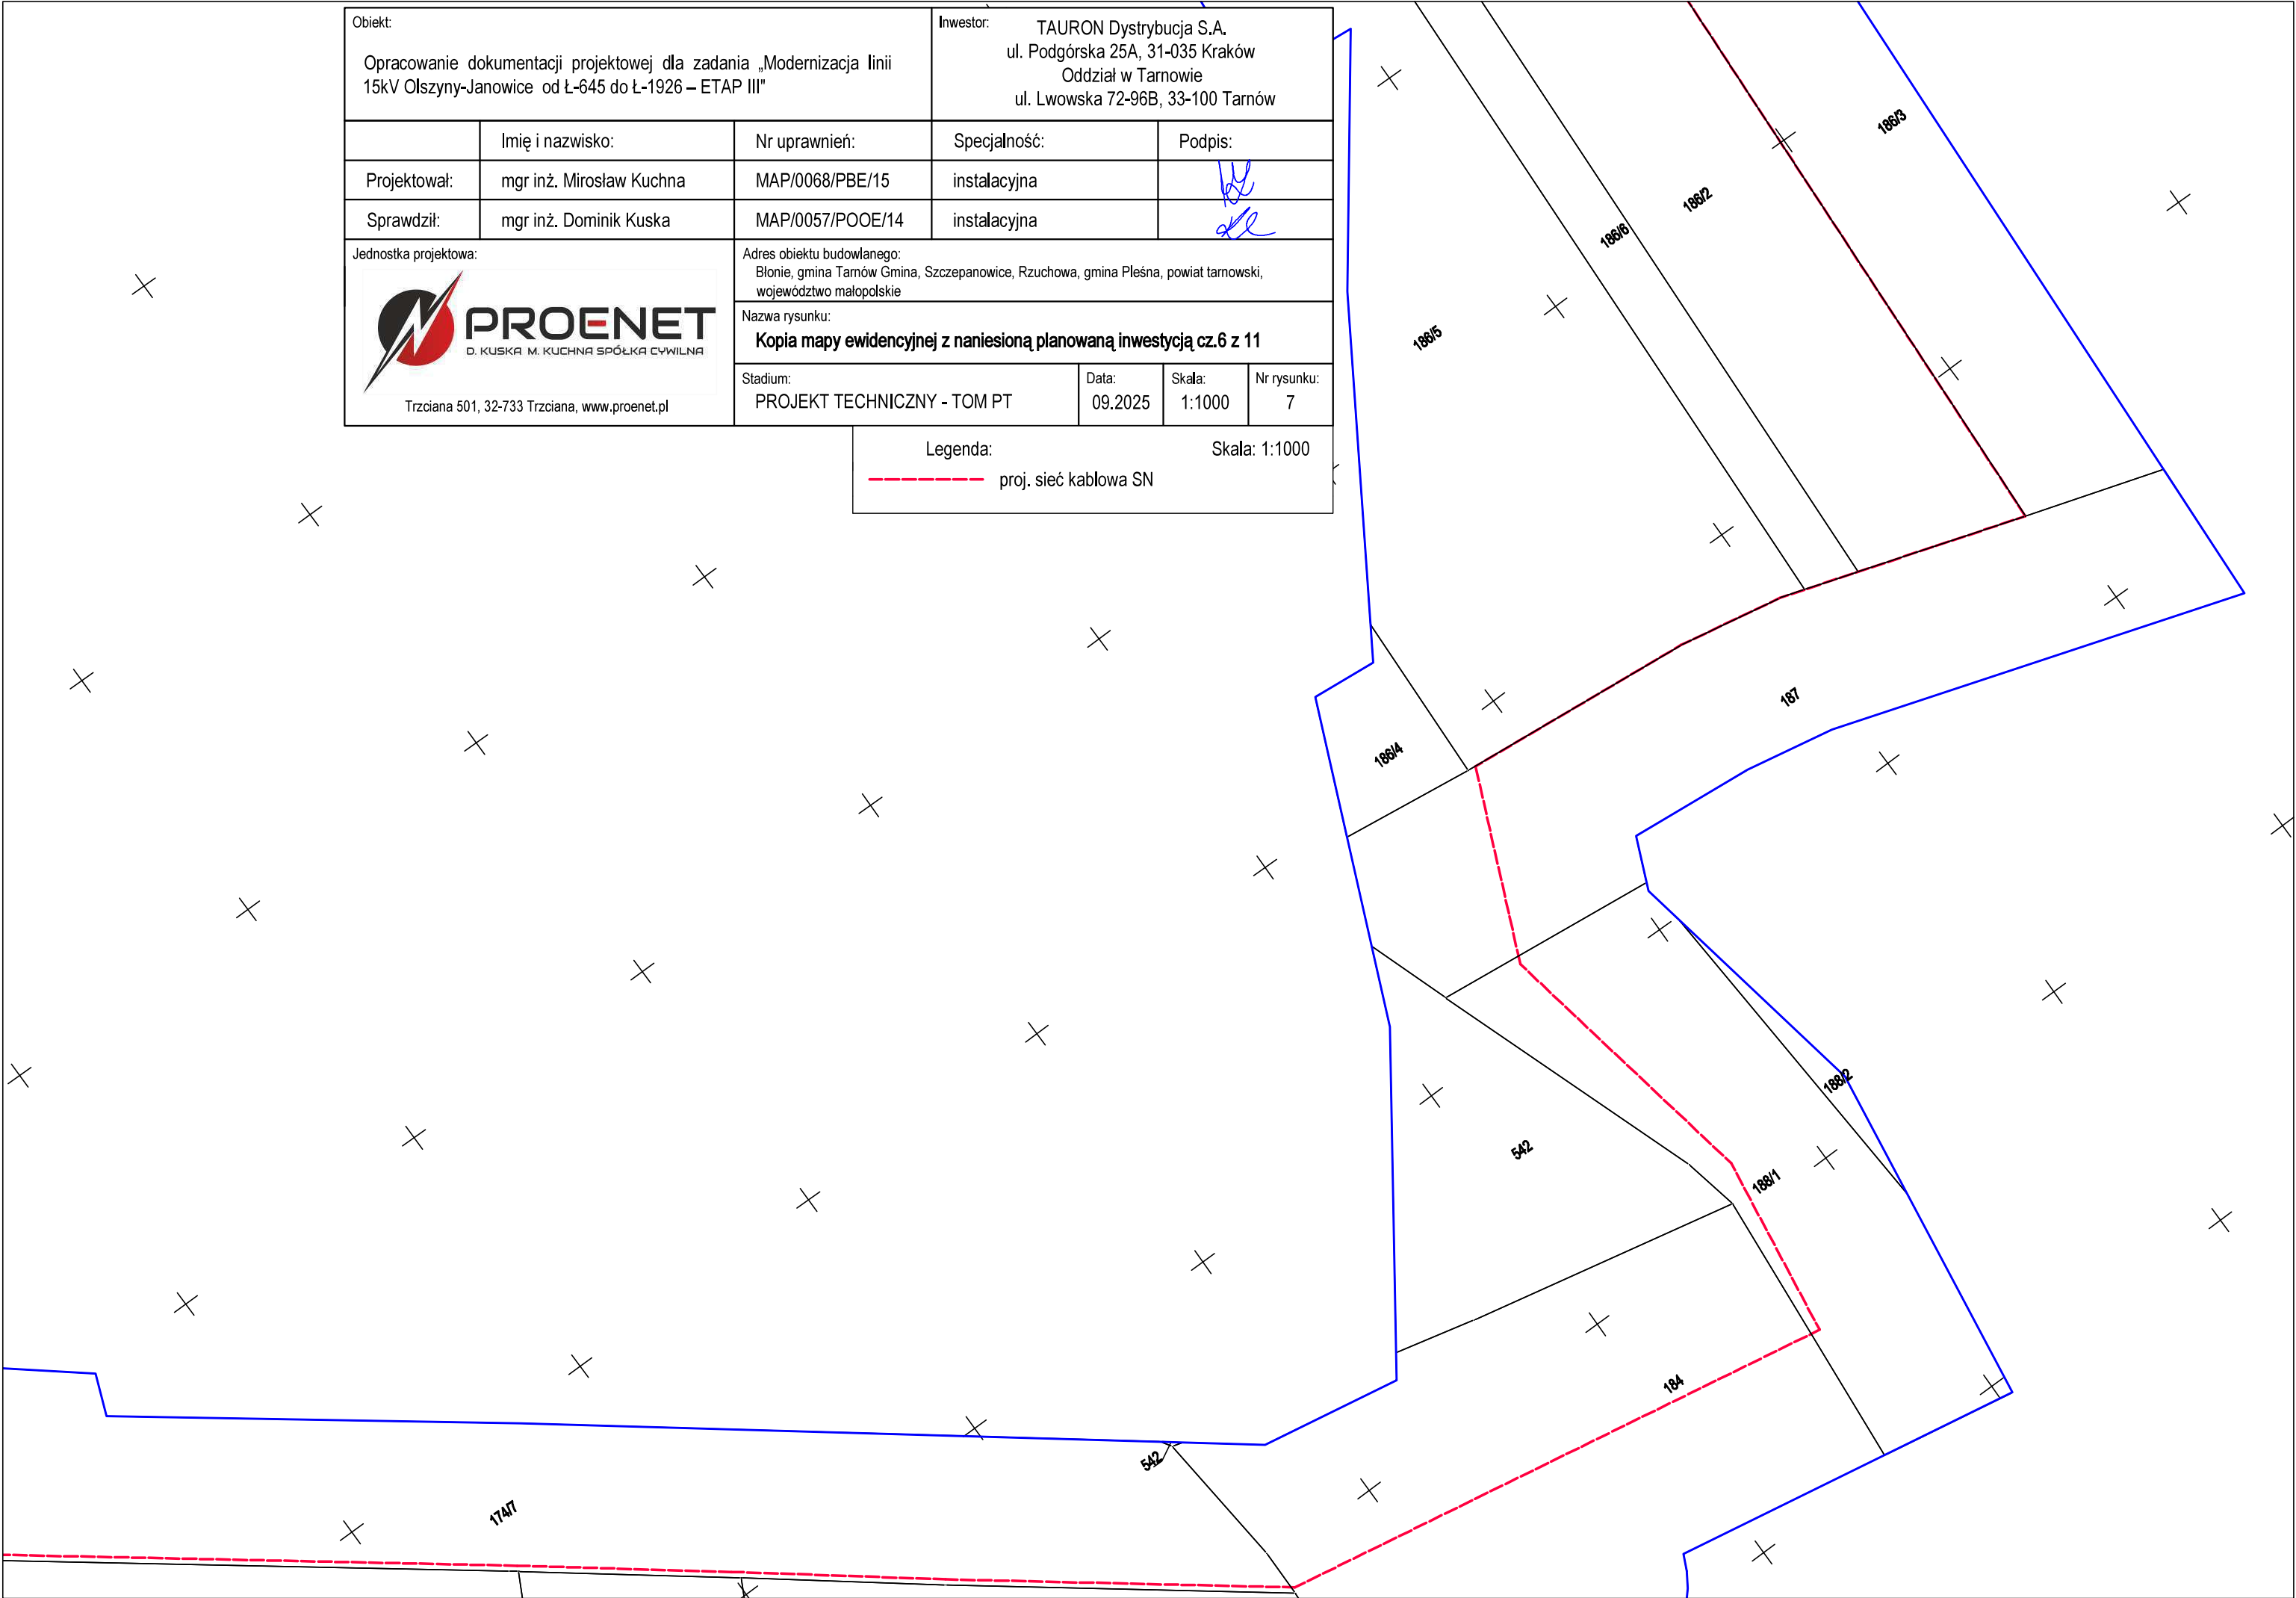 Obiekt:
Opracowanie dokumentacji projektowej dla zadania „Modernizacja linii
15kV Olszyny-Janowice od Ł-645 do Ł-1926 – ETAP III"
Inwestor:
TAURON Dystrybucja S.A.
ul. Podgórska 25A, 31-035 Kraków
Oddział w Tarnowie
ul. Lwowska 72-96B, 33-100 Tarnów
Imię i nazwisko: Nr uprawnień: Specjalność: Podpis:
Projektował: mgr inż. Mirosław Kuchna MAP/0068/PBE/15 instalacyjna
Sprawdził: mgr inż. Dominik Kuska MAP/0057/POOE/14 instalacyjna
Jednostka projektowa:
PROENET
D. KUSKA M. KUCHNA SPÓŁKA CYWILNA
Trzciana 501, 32-733 Trzciana, www.proenet.pl
Adres obiektu budowlanego:
Błonie, gmina Tarnów Gmina, Szczepanowice, Rzuchowa, gmina Pleśna, powiat tarnowski,
województwo małopolskie
Nazwa rysunku:
Kopia mapy ewidencyjnej z naniesioną planowaną inwestycją cz.6 z 11
Stadium:
PROJEKT TECHNICZNY - TOM PT
Data:
09.2025
Skala:
1:1000
Nr rysunku:
7
Legenda: Skala: 1:1000
proj. sieć kablowa SN
186/3
186/2
186/6
186/5
187
186/4
188/2
542
188/1
184
542
174/7